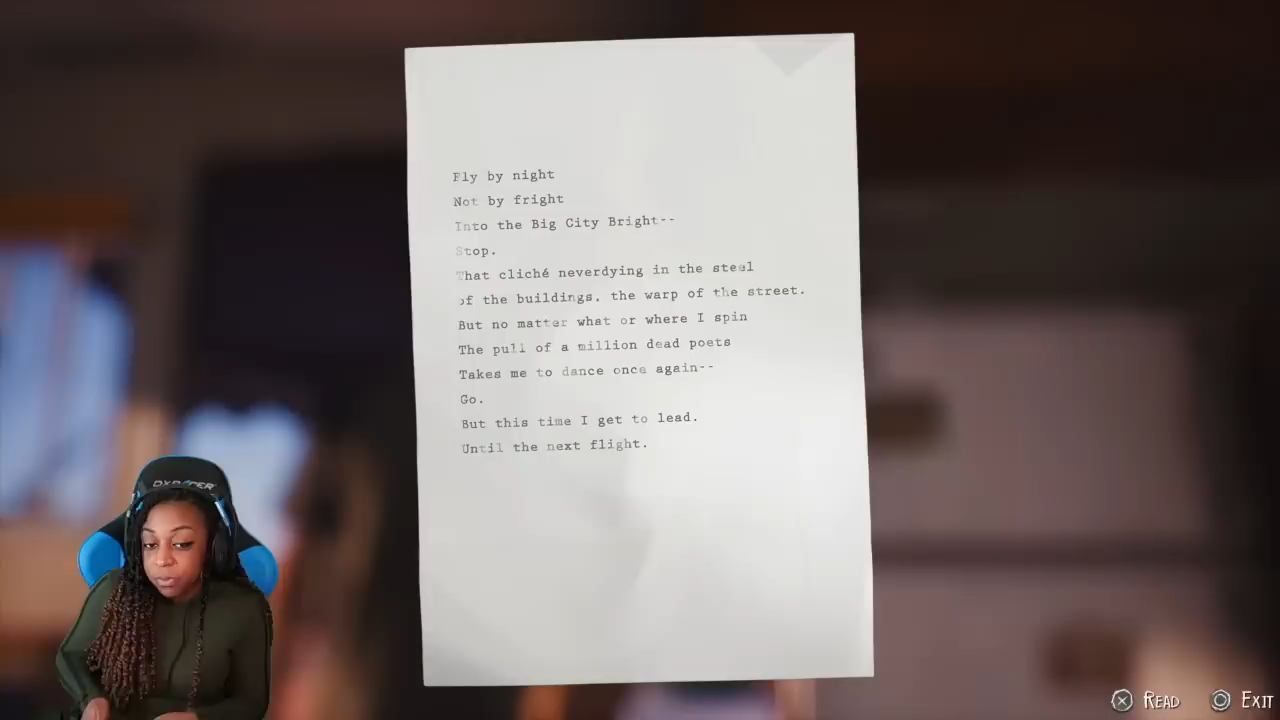 Fly by night
Not by fright
Into the Big City Bright--
Stop.
That cliché neverdying in the steel
of the buildings, the warp of the street.
But no matter what or where I spin
The pull of a million dead poets
Takes me to dance once again--
Go.
But this time I get to lead.
Until the next flight.
DXRACER
READ
EXIT